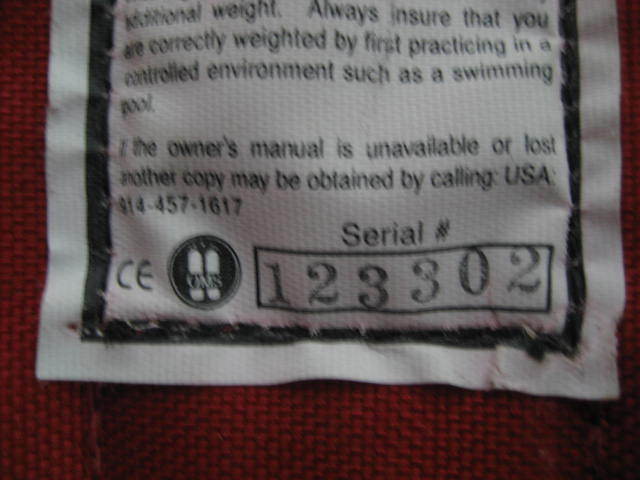 additional weight. Always insure that you
are correctly weighted by first practicing in a
controlled environment such as a swimming
pool.
If the owner's manual is unavailable or lost
another copy may be obtained by calling: USA:
914-457-1617
Serial #
CE OMS 123302